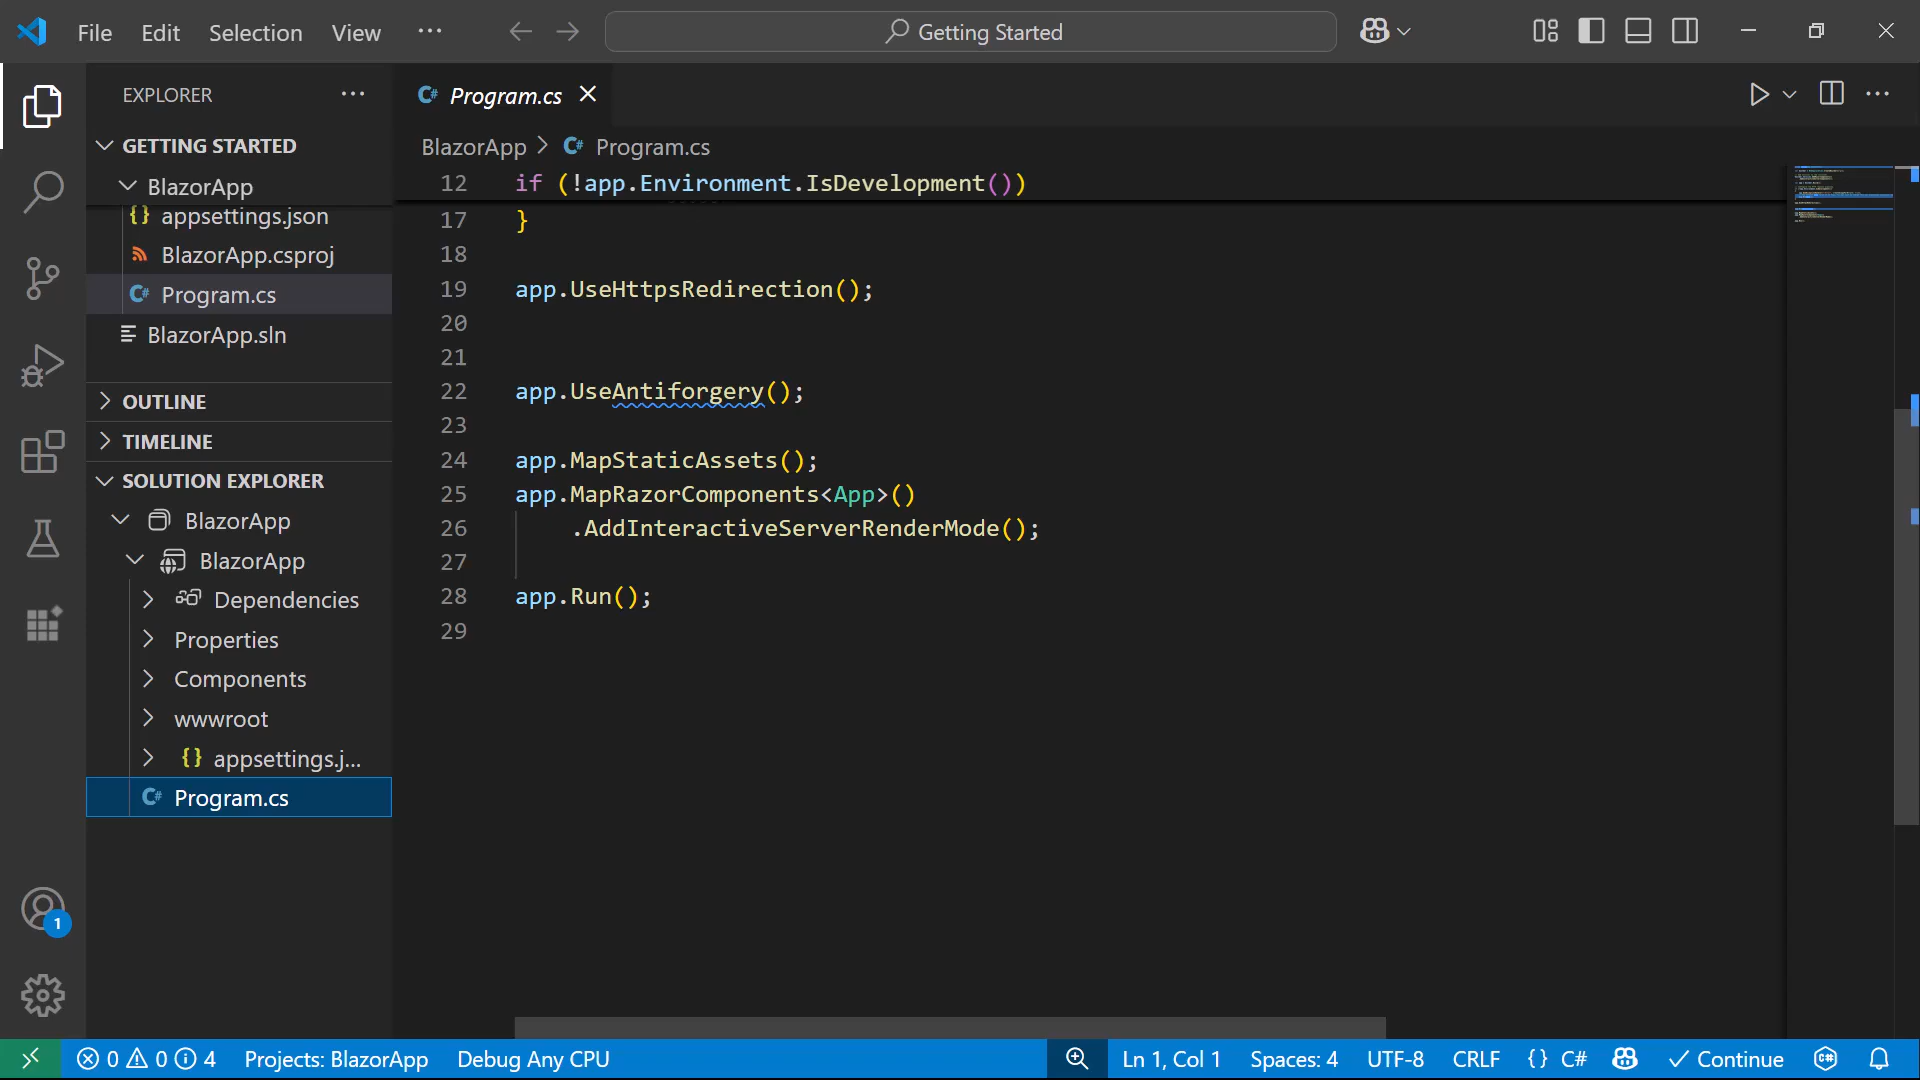 File Edit Selection View ··· Getting Started
EXPLORER ···
GETTING STARTED
BlazorApp
appsettings.json
BlazorApp.csproj
Program.cs
BlazorApp.sln
OUTLINE
TIMELINE
SOLUTION EXPLORER
BlazorApp
BlazorApp
Dependencies
Properties
Components
wwwroot
{} appsettings.j...
C# Program.cs
1
C# Program.cs
BlazorApp > C# Program.cs
12 if (!app.Environment.IsDevelopment())
17 }
18
19 app.UseHttpsRedirection();
20
21
22 app.UseAntiforgery();
23
24 app.MapStaticAssets();
25 app.MapRazorComponents<App>()
26 .AddInteractiveServerRenderMode();
27
28 app.Run();
29
0 0 4 Projects: BlazorApp Debug Any CPU Ln 1, Col 1 Spaces: 4 UTF-8 CRLF {} C# Continue